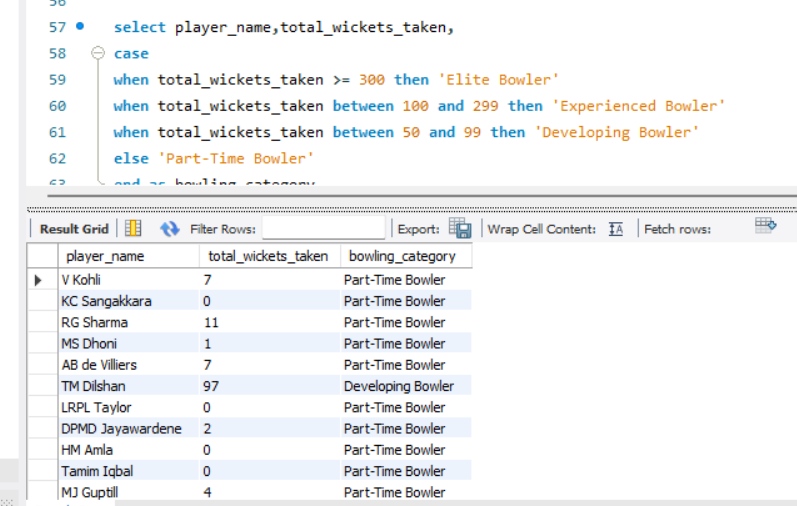 56
57 select player_name,total_wickets_taken,
58 case
59 when total_wickets_taken >= 300 then 'Elite Bowler'
60 when total_wickets_taken between 100 and 299 then 'Experienced Bowler'
61 when total_wickets_taken between 50 and 99 then 'Developing Bowler'
62 else 'Part-Time Bowler'
63 end as bowling_category
Result Grid Filter Rows: Export: Wrap Cell Content: IA Fetch rows:
player_name total_wickets_taken bowling_category
V Kohli 7 Part-Time Bowler
KC Sangakkara 0 Part-Time Bowler
RG Sharma 11 Part-Time Bowler
MS Dhoni 1 Part-Time Bowler
AB de Villiers 7 Part-Time Bowler
TM Dilshan 97 Developing Bowler
LRPL Taylor 0 Part-Time Bowler
DPMD Jayawardene 2 Part-Time Bowler
HM Amla 0 Part-Time Bowler
Tamim Iqbal 0 Part-Time Bowler
MJ Guptill 4 Part-Time Bowler